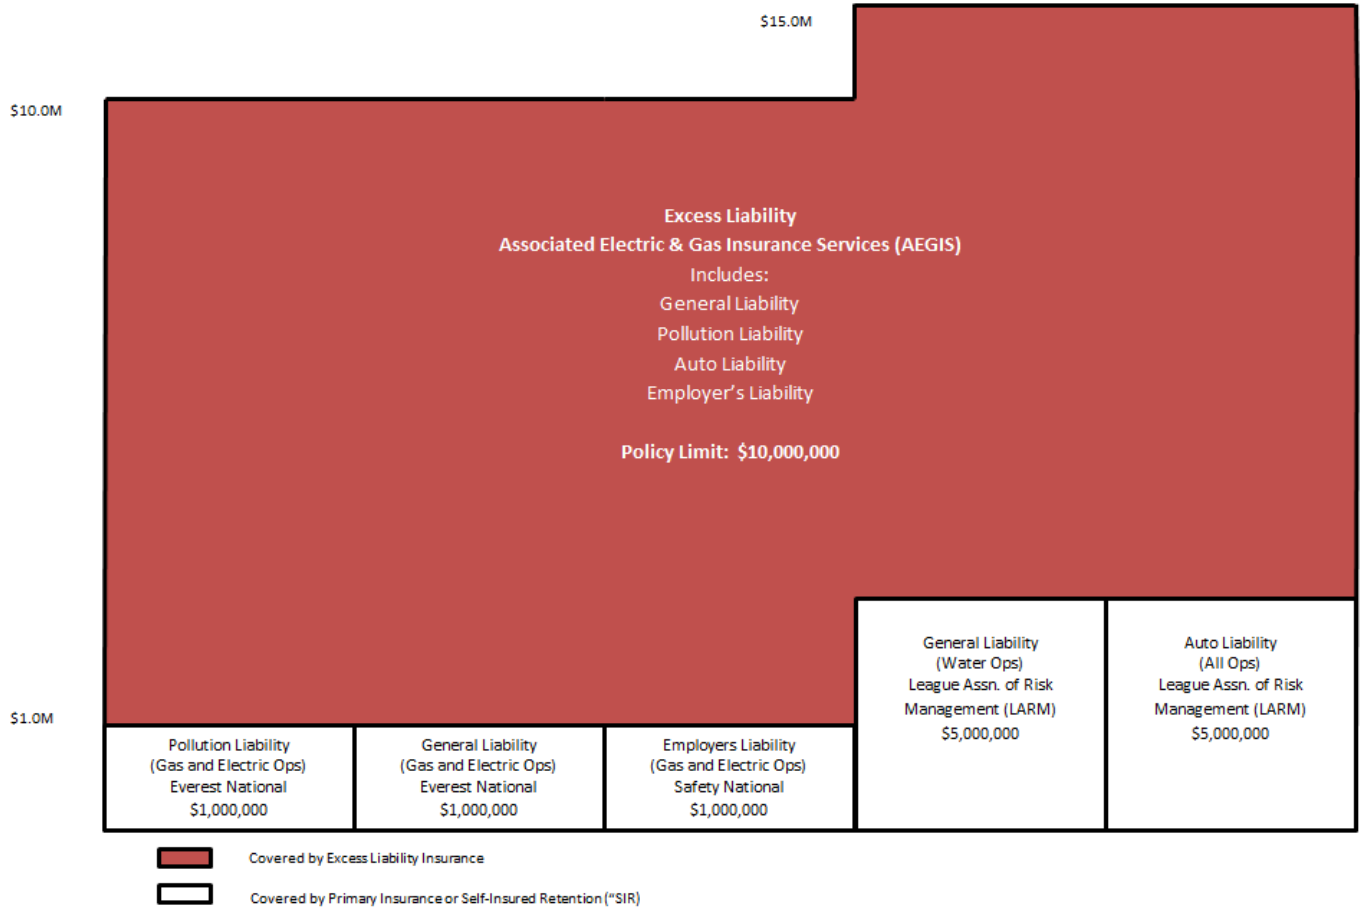 $15.0M
$10.0M
Excess Liability
Associated Electric & Gas Insurance Services (AEGIS)
Includes:
General Liability
Pollution Liability
Auto Liability
Employer's Liability
Policy Limit: $10,000,000
$1.0M
Pollution Liability
(Gas and Electric Ops)
Everest National
$1,000,000
General Liability
(Gas and Electric Ops)
Everest National
$1,000,000
Employers Liability
(Gas and Electric Ops)
Safety National
$1,000,000
General Liability
(Water Ops)
League Assn. of Risk
Management (LARM)
$5,000,000
Auto Liability
(All Ops)
League Assn. of Risk
Management (LARM)
$5,000,000
Covered by Excess Liability Insurance
Covered by Primary Insurance or Self-Insured Retention ("SIR)